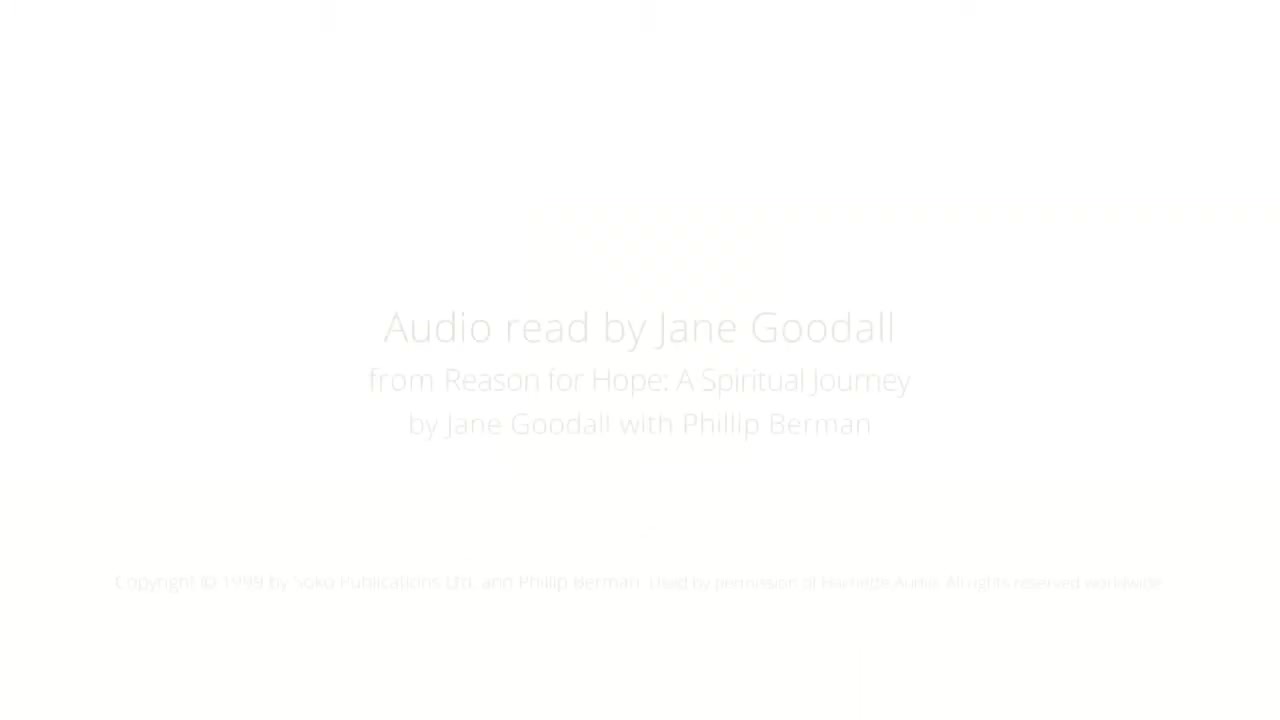 Audio read by Jane Goodall
from Reason for Hope: A Spiritual Journey
by Jane Goodall with Phillip Berman
Copyright © 1999 by Soko Publications Ltd. and Phillip Berman. Used by permission of Hachette Audio. All rights reserved worldwide.